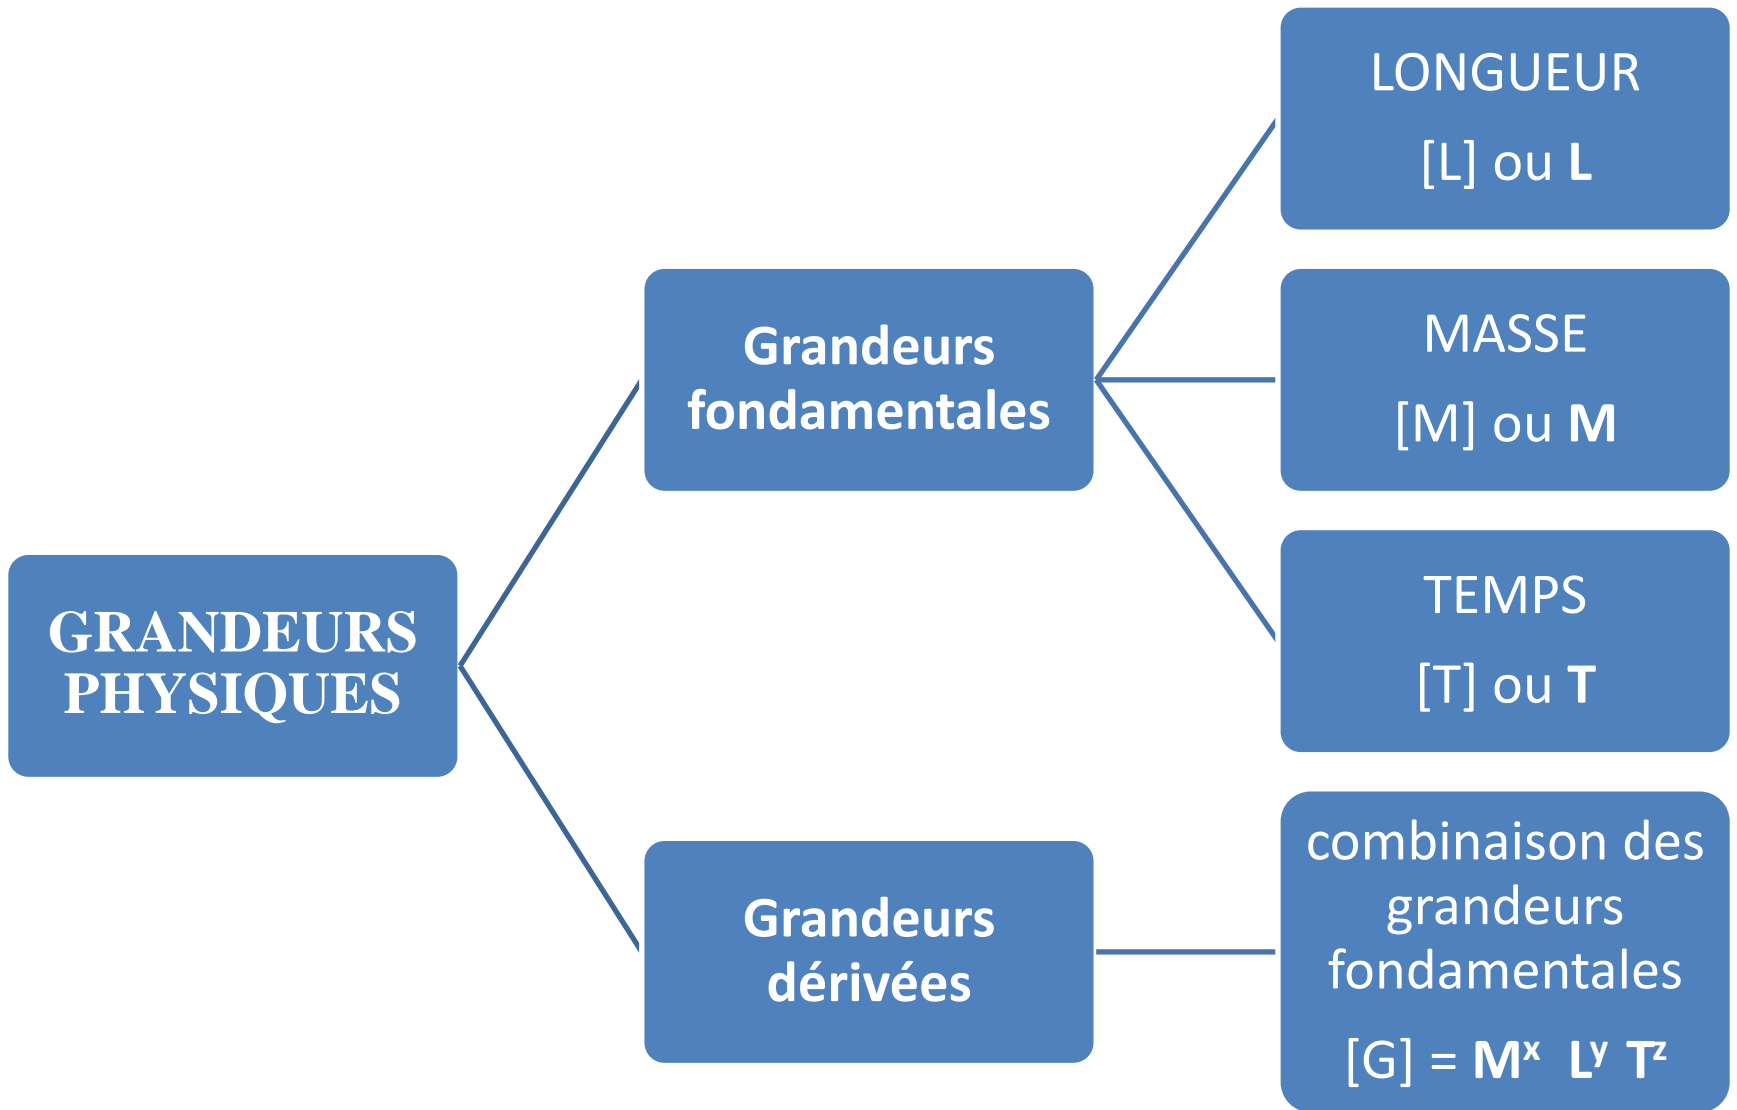 GRANDEURS
PHYSIQUES
Grandeurs
fondamentales
LONGUEUR
[L] ou L
MASSE
[M] ou M
TEMPS
[T] ou T
Grandeurs
dérivées
combinaison des
grandeurs
fondamentales
[G] = Mˣ Lʸ Tᶻ